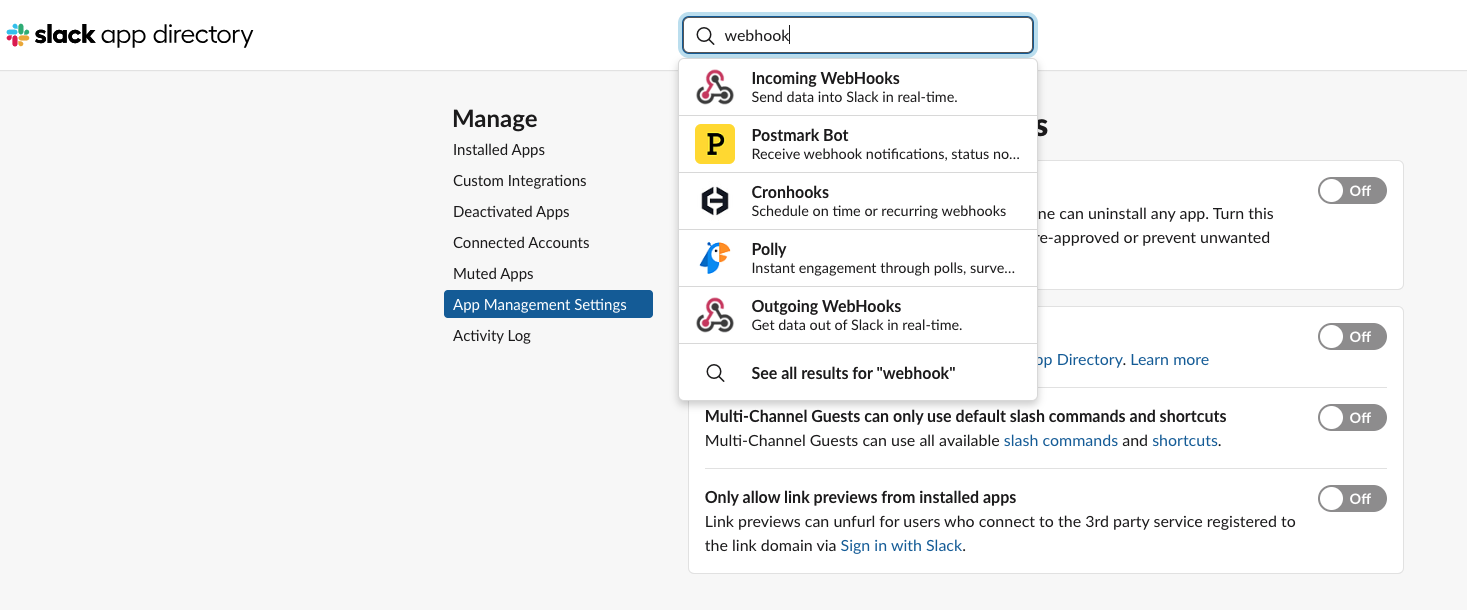 slack app directory
webhook
Manage
Installed Apps
Custom Integrations
Deactivated Apps
Connected Accounts
Muted Apps
App Management Settings
Activity Log
Incoming WebHooks
Send data into Slack in real-time.
P
Postmark Bot
Receive webhook notifications, status no...
Cronhooks
Schedule on time or recurring webhooks
Polly
Instant engagement through polls, surve...
Outgoing WebHooks
Get data out of Slack in real-time.
See all results for "webhook"
s
Off
ne can uninstall any app. Turn this
re-approved or prevent unwanted
Off
pp Directory. Learn more
Multi-Channel Guests can only use default slash commands and shortcuts
Off
Multi-Channel Guests can use all available slash commands and shortcuts.
Only allow link previews from installed apps
Off
Link previews can unfurl for users who connect to the 3rd party service registered to
the link domain via Sign in with Slack.